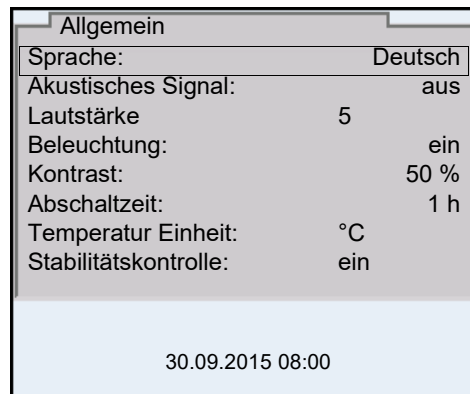 Allgemein
Sprache: Deutsch
Akustisches Signal: aus
Lautstärke 5
Beleuchtung: ein
Kontrast: 50 %
Abschaltzeit: 1 h
Temperatur Einheit: °C
Stabilitätskontrolle: ein
30.09.2015 08:00